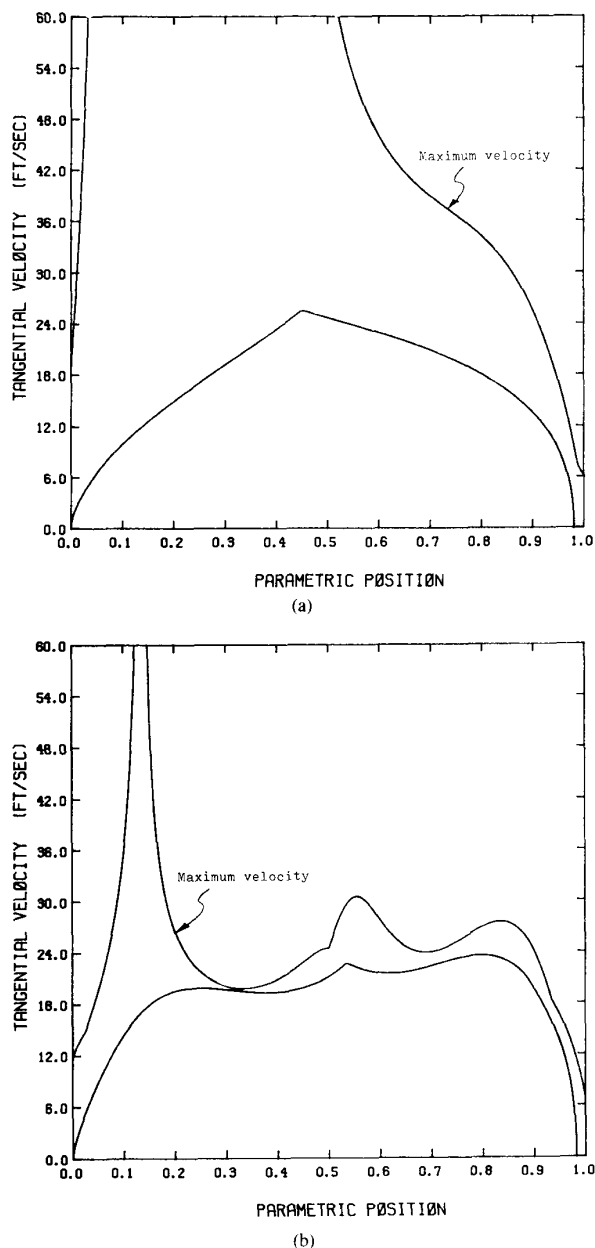 60.0
54.0
48.0
42.0
36.0
30.0
24.0
18.0
12.0
6.0
0.0
TANGENTIAL VELØCITY (FT/SEC)
Maximum velocity
0.0 0.1 0.2 0.3 0.4 0.5 0.6 0.7 0.8 0.9 1.0
PARAMETRIC PØSITIØN
(a)
60.0
54.0
48.0
42.0
36.0
30.0
24.0
18.0
12.0
6.0
0.0
TANGENTIAL VELØCITY (FT/SEC)
Maximum velocity
0.0 0.1 0.2 0.3 0.4 0.5 0.6 0.7 0.8 0.9 1.0
PARAMETRIC PØSITIØN
(b)